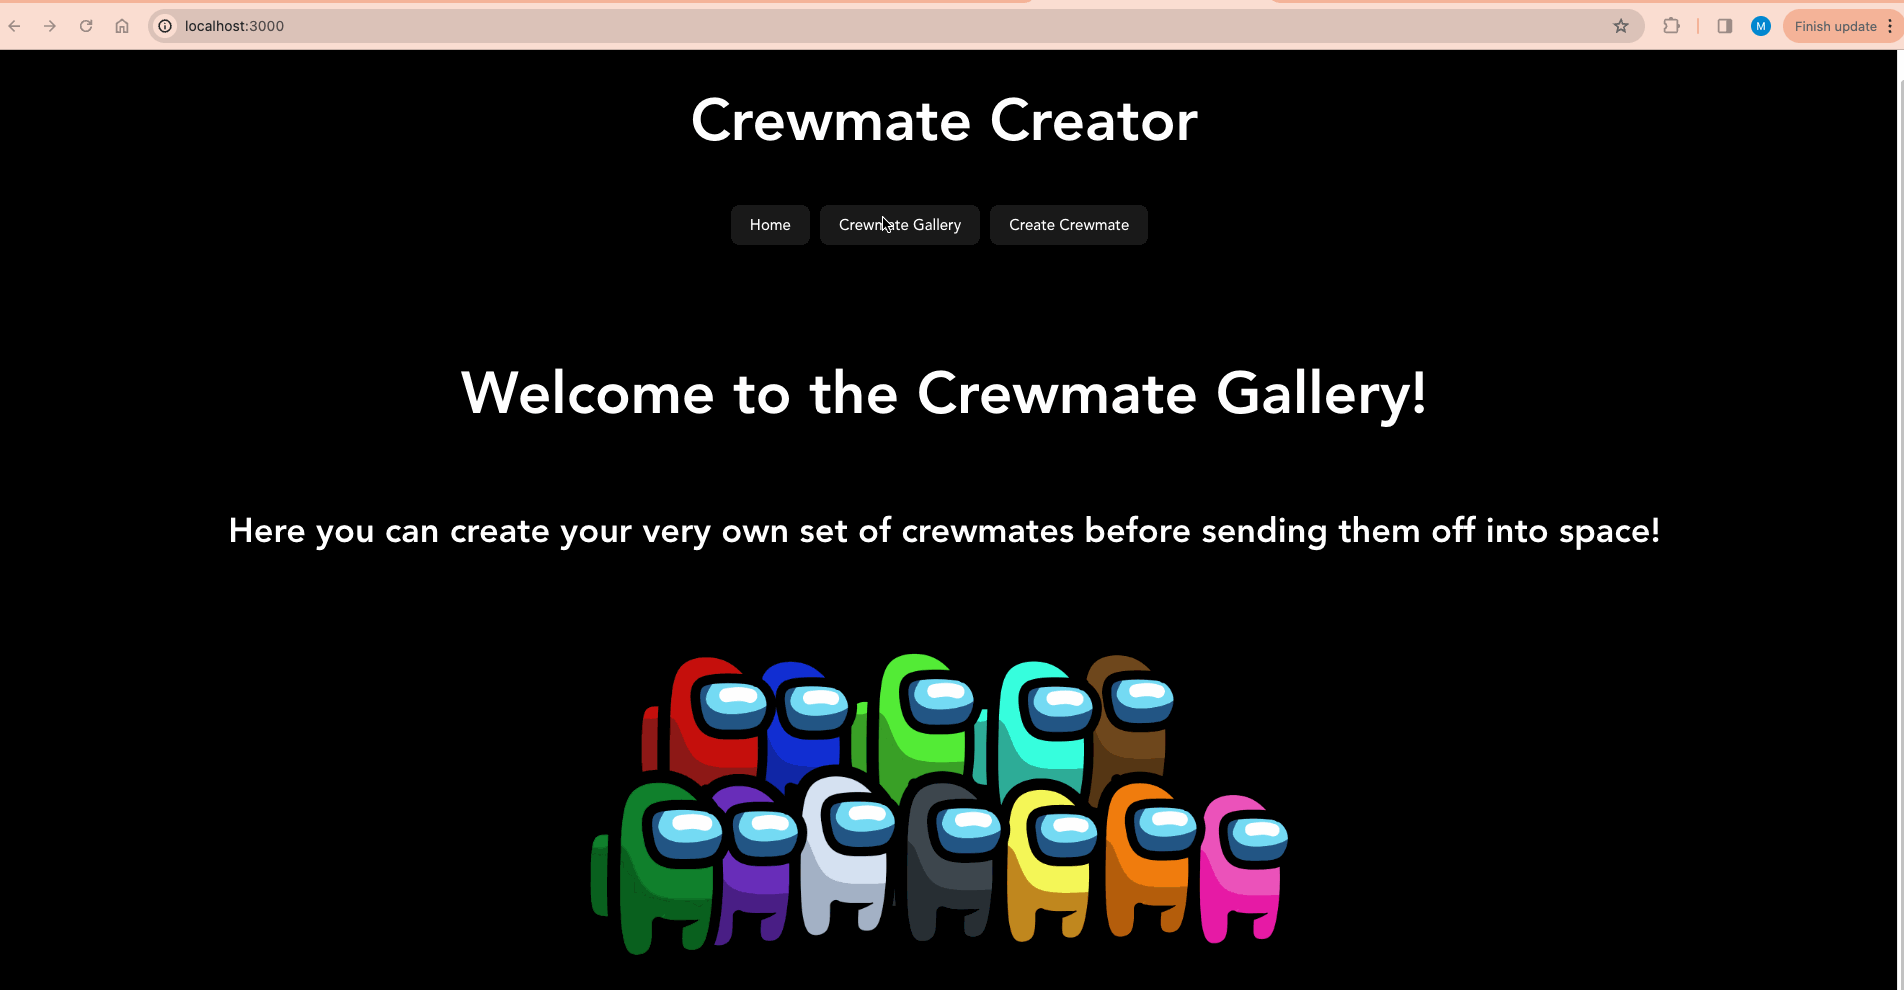 localhost:3000
M
Finish update
Crewmate Creator
Home
Crewmate Gallery
Create Crewmate
Welcome to the Crewmate Gallery!
Here you can create your very own set of crewmates before sending them off into space!